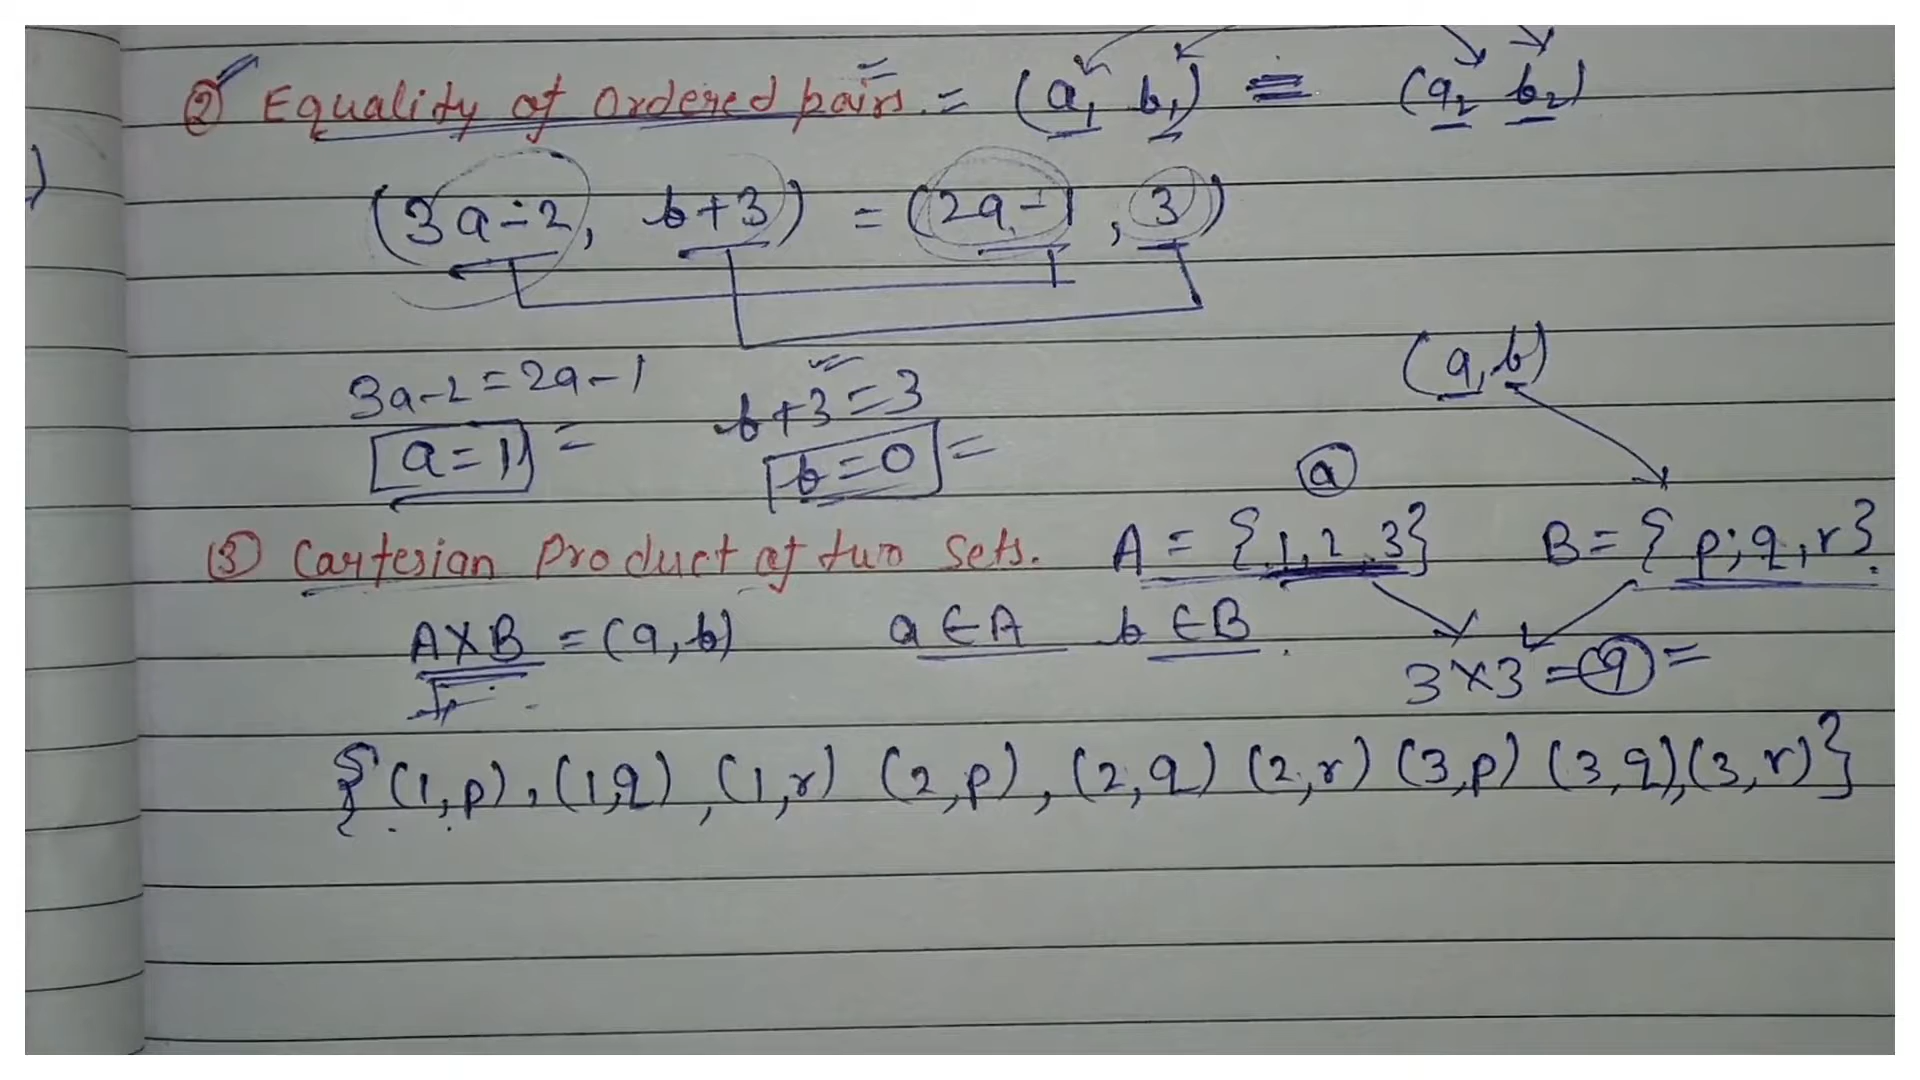 ② Equality of ordered pairs. = (a₁ b₁) = (a₂ b₂)
(3a-2, b+3) = (2a-1, 3)
3a-2=2a-1 b+3=3 (a,b)
a=1 = b=0 = a
③ Cartesian Product of two sets. A = {1,2,3} B = {p,q,r}.
A×B = (a,b) a∈A b∈B. 3×3=9=
{(1,p),(1,q),(1,r) (2,p),(2,q) (2,r) (3,p) (3,q),(3,r)}